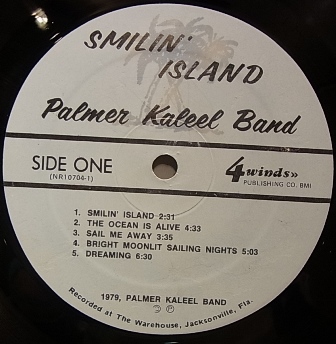 SMILIN' ISLAND
Palmer Kaleel Band
SIDE ONE
(NR10704-1)
4 winds»
PUBLISHING CO. BMI
1. SMILIN' ISLAND 2:31
2. THE OCEAN IS ALIVE 4:33
3. SAIL ME AWAY 3:35
4. BRIGHT MOONLIT SAILING NIGHTS 5:03
5. DREAMING 6:30
1979, PALMER KALEEL BAND
© ℗
Recorded at The Warehouse, Jacksonville, Fla.